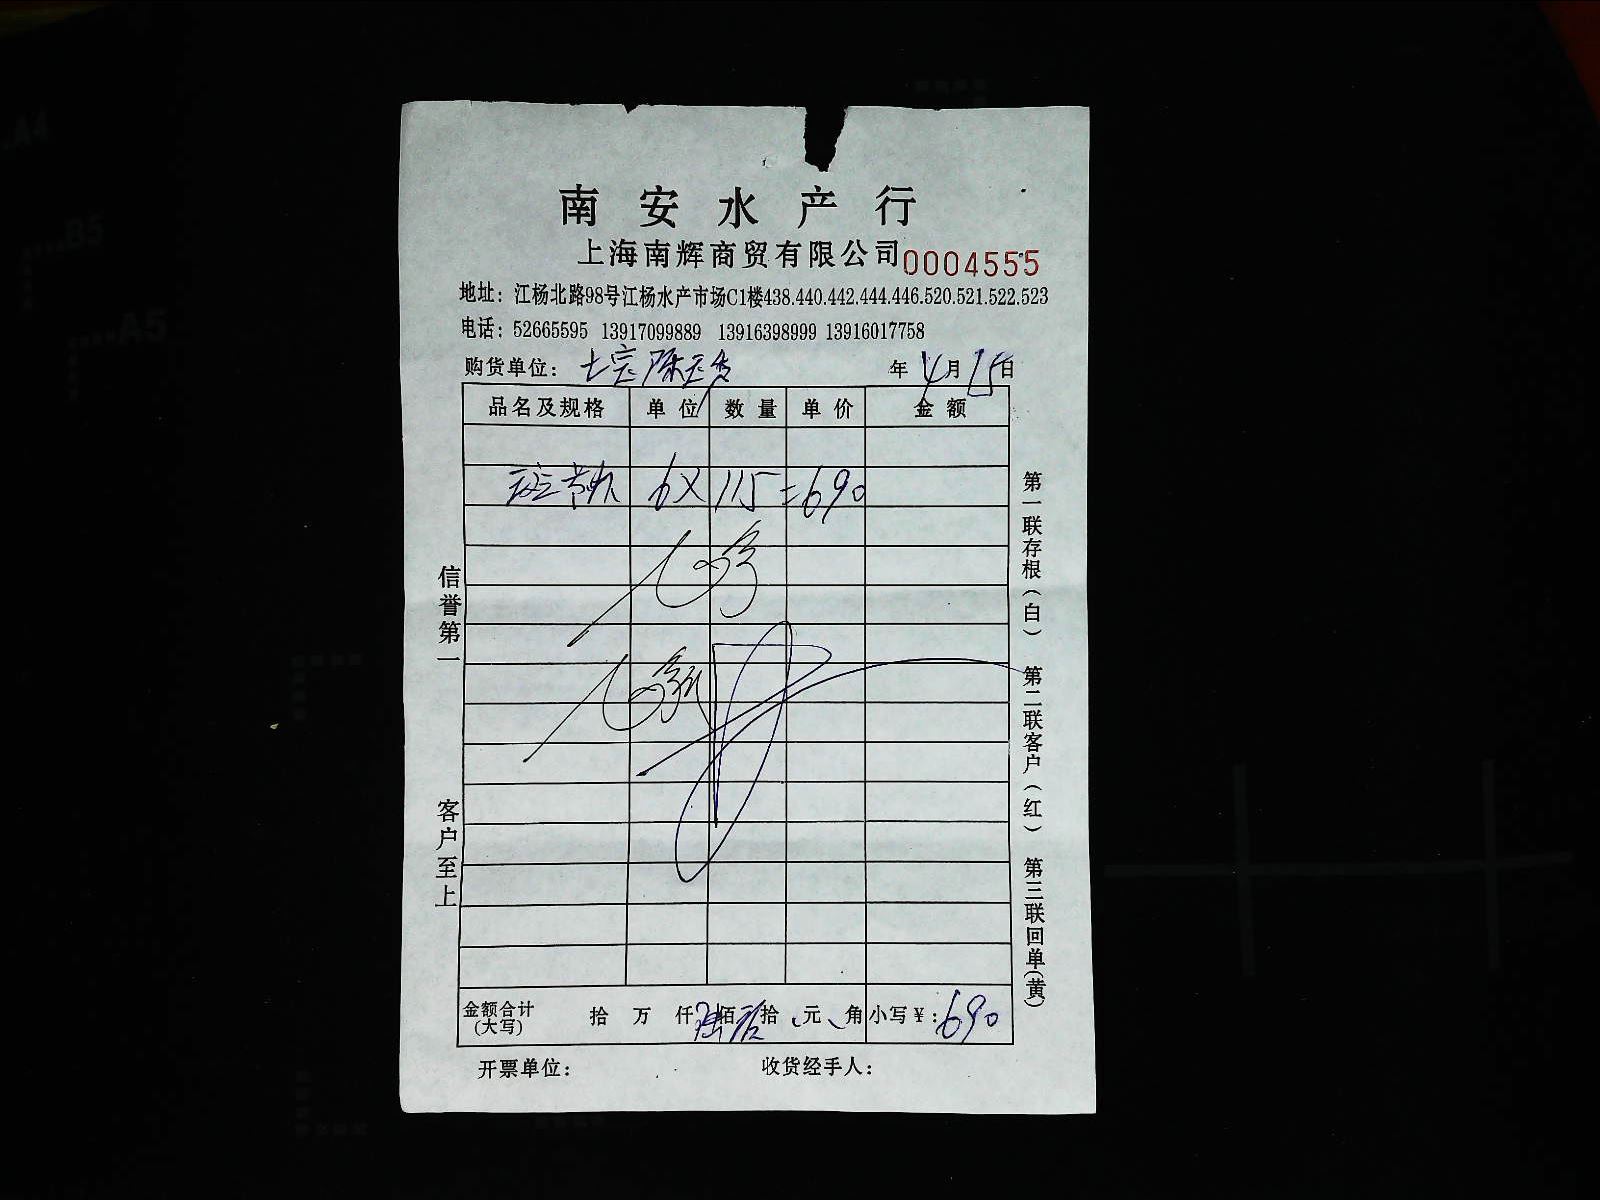 南安水产行
上海南辉商贸有限公司 0004555
地址：江杨北路98号江杨水产市场C1楼438.440.442.444.446.520.521.522.523
电话：52665595 13917099889 13916398999 13916017758
购货单位： 年 4月15日
品名及规格 单位 数量 单价 金额
6X 115 =690
信誉第一
客户至上
第一联存根（白） 第二联客户（红） 第三联回单（黄）
金额合计（大写） 拾 万 仟 陆佰 拾 元 角 小写￥：690
开票单位： 收货经手人：